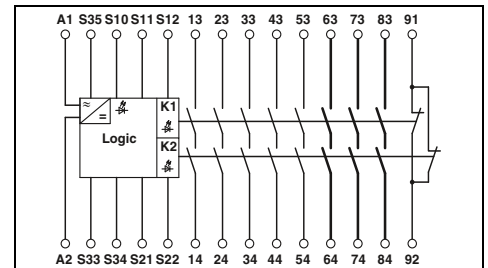 A1 S35 S10 S11 S12 13 23 33 43 53 63 73 83 91
≈
=
K1
Logic
K2
A2 S33 S34 S21 S22 14 24 34 44 54 64 74 84 92